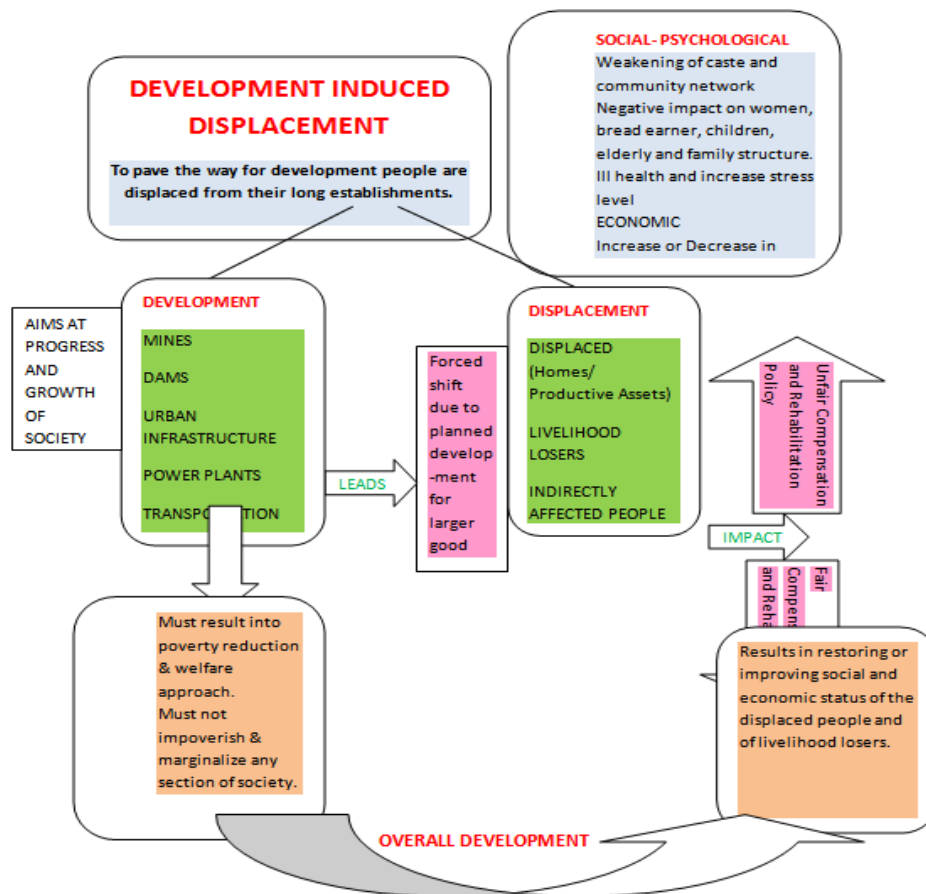 SOCIAL- PSYCHOLOGICAL
Weakening of caste and
community network
Negative impact on women,
bread earner, children,
elderly and family structure.
Ill health and increase stress
level
ECONOMIC
Increase or Decrease in
DEVELOPMENT INDUCED
DISPLACEMENT
To pave the way for development people are
displaced from their long establishments.
AIMS AT
PROGRESS
AND
GROWTH
OF
SOCIETY
DEVELOPMENT
MINES
DAMS
URBAN
INFRASTRUCTURE
POWER PLANTS
LEADS
Forced
shift
due to
planned
develop
-ment
for
larger
good
DISPLACEMENT
DISPLACED
(Homes/
Productive Assets)
LIVELIHOOD
LOSERS
INDIRECTLY
AFFECTED PEOPLE
Unfair Compensation
and Rehabilitation
Policy
IMPACT
Fair
and
Must result into
poverty reduction
& welfare
approach.
Must not
impoverish &
marginalize any
section of society.
Results in restoring or
improving social and
economic status of the
displaced people and
of livelihood losers.
OVERALL DEVELOPMENT